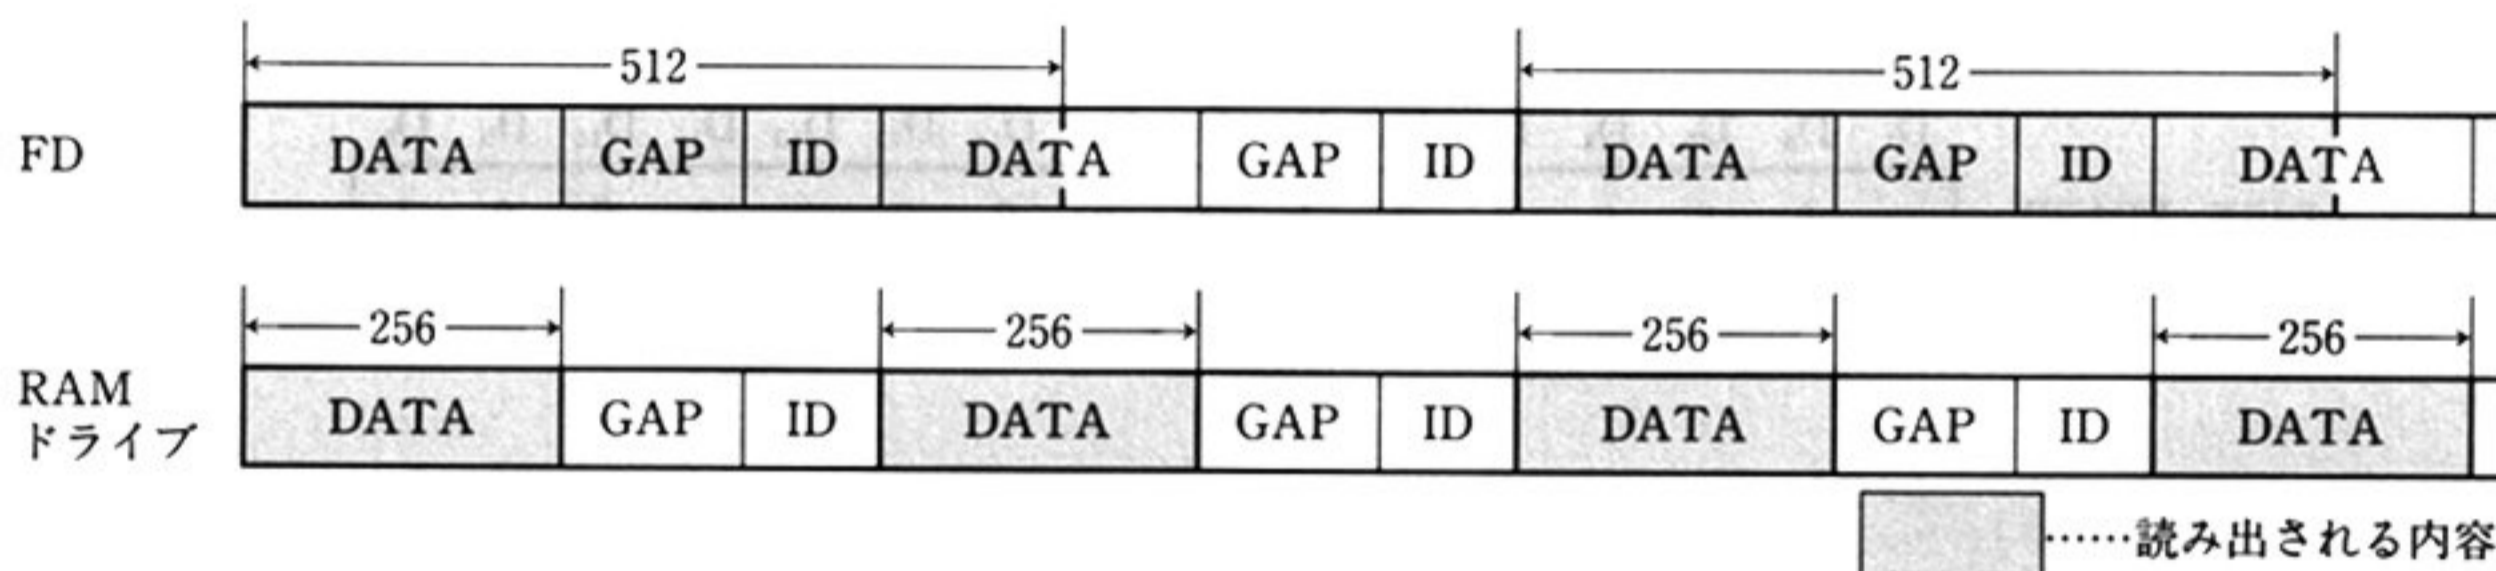 512 512
FD DATA GAP ID DATA GAP ID DATA GAP ID DATA
256 256 256 256
RAM
ドライブ DATA GAP ID DATA GAP ID DATA GAP ID DATA
……読み出される内容